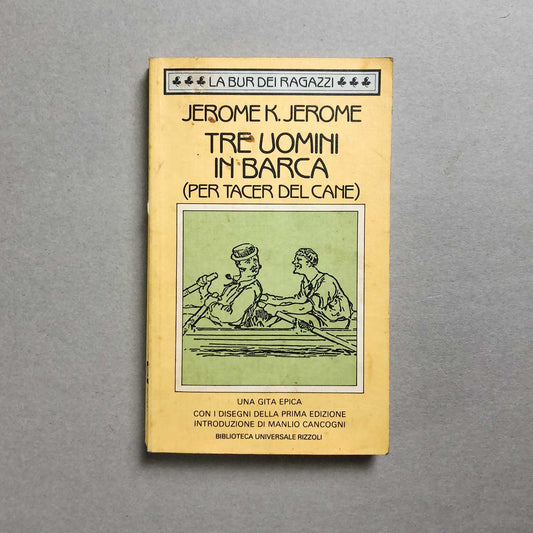 LA BUR DEI RAGAZZI
JEROME K. JEROME
TRE UOMINI
IN BARCA
(PER TACER DEL CANE)
UNA GITA EPICA
CON I DISEGNI DELLA PRIMA EDIZIONE
INTRODUZIONE DI MANLIO CANCOGNI
BIBLIOTECA UNIVERSALE RIZZOLI